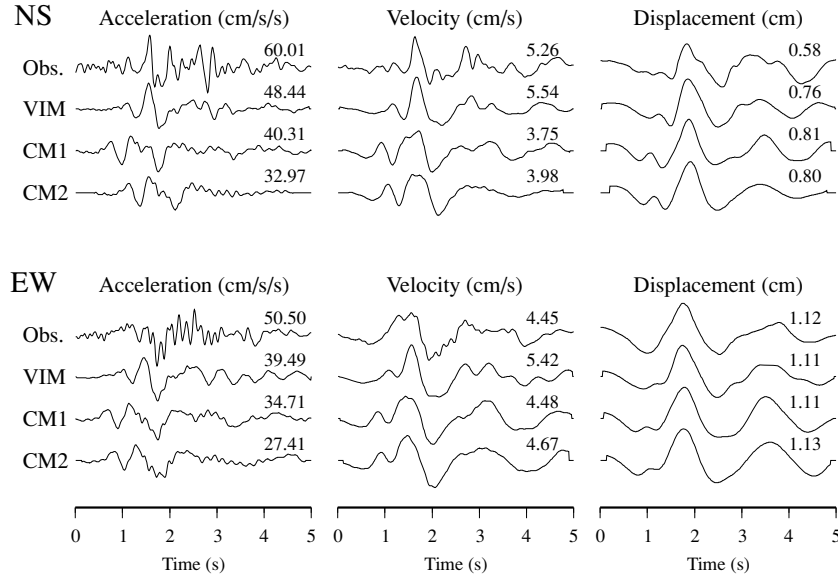 NS
Acceleration (cm/s/s) Velocity (cm/s) Displacement (cm)
Obs. 60.01 5.26 0.58
VIM 48.44 5.54 0.76
CM1 40.31 3.75 0.81
CM2 32.97 3.98 0.80
EW
Acceleration (cm/s/s) Velocity (cm/s) Displacement (cm)
Obs. 50.50 4.45 1.12
VIM 39.49 5.42 1.11
CM1 34.71 4.48 1.11
CM2 27.41 4.67 1.13
0 1 2 3 4 5 0 1 2 3 4 5 0 1 2 3 4 5
Time (s) Time (s) Time (s)